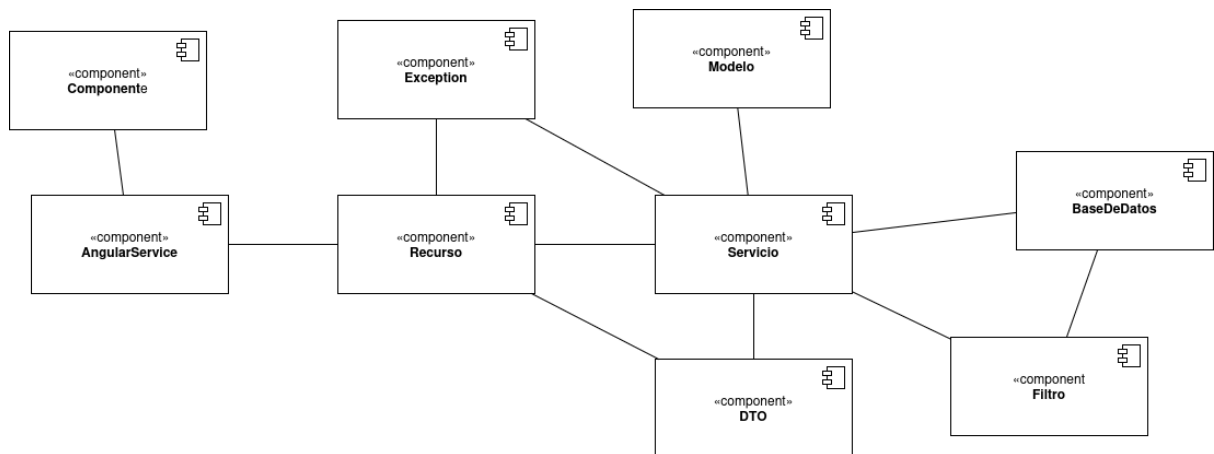 «component»
Componente
«component»
Exception
«component»
Modelo
«component»
BaseDeDatos
«component»
AngularService
«component»
Recurso
«component»
Servicio
«component
Filtro
«component»
DTO